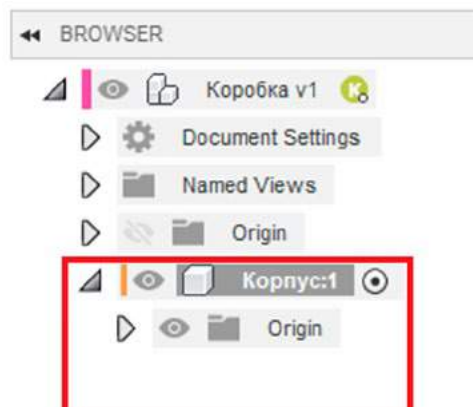 BROWSER
Коробка v1 K
Document Settings
Named Views
Origin
Корпус:1
Origin